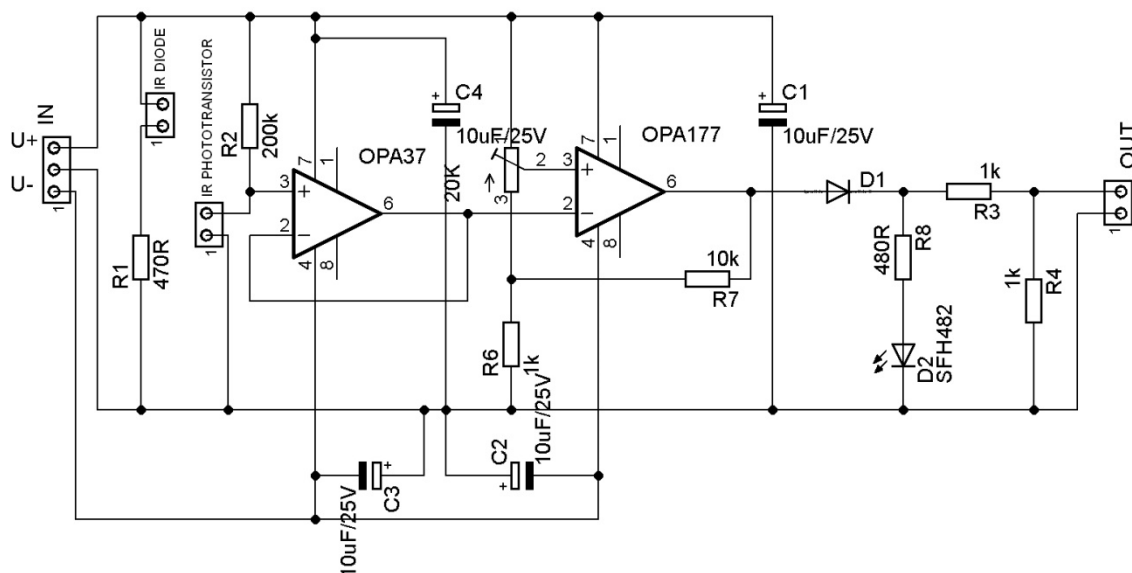 IN
U+
U-
1
IR DIODE
1
R1
470R
IR PHOTOTRANSISTOR
1
R2
200k
OPA37
7
1
3
+
2
−
6
4
8
C4
+
10uF/25V
20K
2
3
OPA177
7
1
3
+
2
−
6
4
8
C1
+
10uF/25V
10k
R7
R6
1k
C3
+
10uF/25V
C2
+
10uF/25V
D1
480R
R8
D2
SFH482
1k
R3
1k
R4
OUT
1